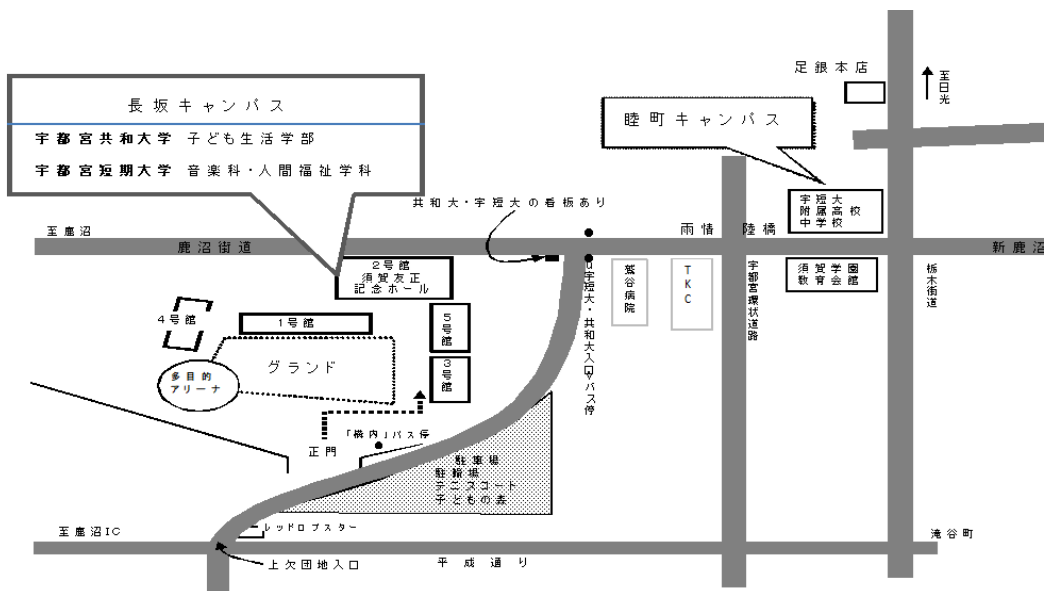 足銀本店
至日光
長坂キャンパス
宇都宮共和大学 子ども生活学部
宇都宮短期大学 音楽科・人間福祉学科
睦町キャンパス
共和大・宇短大の看板あり
宇短大
附属高校
中学校
至鹿沼
鹿沼街道
雨情 陸橋
新鹿沼
2号館
須賀友正
記念ホール
鷲谷病院
TKC
宇都宮環状道路
須賀学園
教育会館
栃木街道
宇短大・共和大入口
バス停
4号館
1号館
5号館
グランド
3号館
多目的
アリーナ
「構内」バス停
正門
駐車場
駐輪場
テニスコート
子どもの森
レッドロブスター
至鹿沼IC
滝谷町
上欠団地入口
平成通り